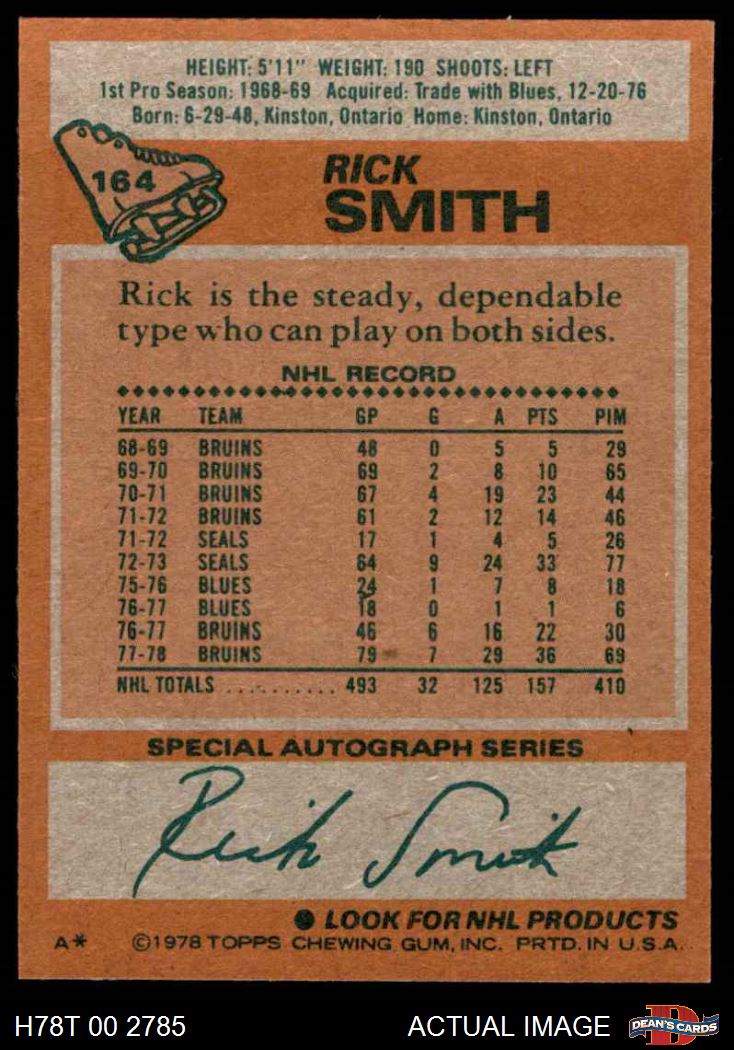 HEIGHT: 5'11" WEIGHT: 190 SHOOTS: LEFT
1st Pro Season: 1968-69 Acquired: Trade with Blues, 12-20-76
Born: 6-29-48, Kinston, Ontario Home: Kinston, Ontario
164
RICK
SMITH
Rick is the steady, dependable
type who can play on both sides.
NHL RECORD
YEAR TEAM GP G A PTS PIM
68-69 BRUINS 48 0 5 5 29
69-70 BRUINS 69 2 8 10 65
70-71 BRUINS 67 4 19 23 44
71-72 BRUINS 61 2 12 14 46
71-72 SEALS 17 1 4 5 26
72-73 SEALS 64 9 24 33 77
75-76 BLUES 24 1 7 8 18
76-77 BLUES 18 0 1 1 6
76-77 BRUINS 46 6 16 22 30
77-78 BRUINS 79 7 29 36 69
NHL TOTALS .......... 493 32 125 157 410
SPECIAL AUTOGRAPH SERIES
Rick Smith
● LOOK FOR NHL PRODUCTS
A* ©1978 TOPPS CHEWING GUM, INC. PRTD. IN U.S.A.
H78T 00 2785 ACTUAL IMAGE DEAN'S CARDS